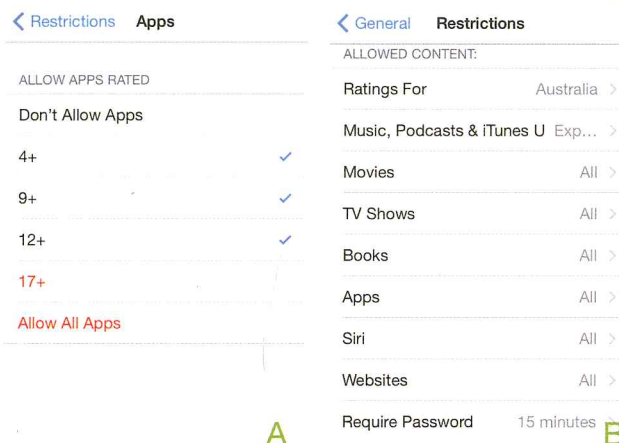 Restrictions Apps
ALLOW APPS RATED
Don't Allow Apps
4+
9+
12+
17+
Allow All Apps
A
General Restrictions
ALLOWED CONTENT:
Ratings For Australia
Music, Podcasts & iTunes U Exp...
Movies All
TV Shows All
Books All
Apps All
Siri All
Websites All
Require Password 15 minutes
B